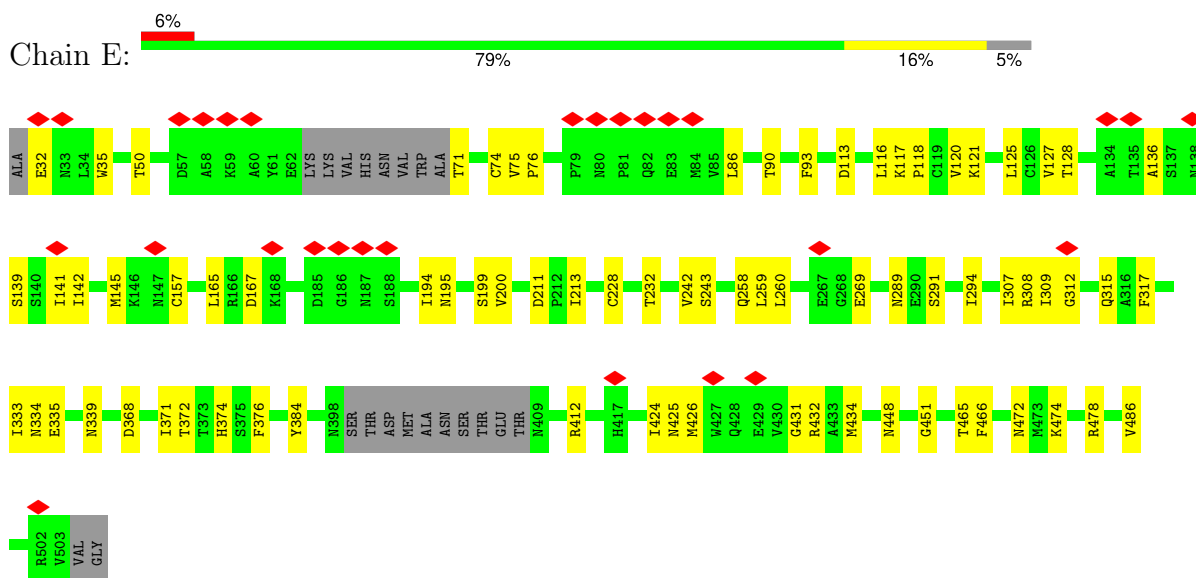 6%
Chain E:
79% 16% 5%
ALA E32 N33 L34 W35 T50 D57 A58 K59 A60 Y61 E62 LYS LYS VAL HIS ASN VAL TRP ALA T71 C74 V75 P76 P79 N80 P81 Q82 E83 M84 V85 L86 T90 F93 D113 L116 K117 P118 C119 V120 K121 L125 C126 V127 T128 A134 T135 A136 S137 N138
S139 S140 I141 I142 M145 K146 N147 C157 L165 R166 D167 K168 D185 G186 N187 S188 I194 N195 S199 V200 D211 P212 I213 C228 T232 V242 S243 Q258 L259 L260 E267 G268 E269 N289 E290 S291 I294 I307 R308 I309 G312 Q315 A316 F317
I333 N334 E335 N339 D368 I371 T372 T373 H374 S375 F376 Y384 N398 SER THR ASP MET ALA ASN SER THR GLU THR N409 R412 H417 I424 N425 M426 W427 Q428 E429 V430 G431 R432 A433 M434 N448 G451 T465 F466 N472 M473 K474 R478 V486
R502 V503 VAL GLY